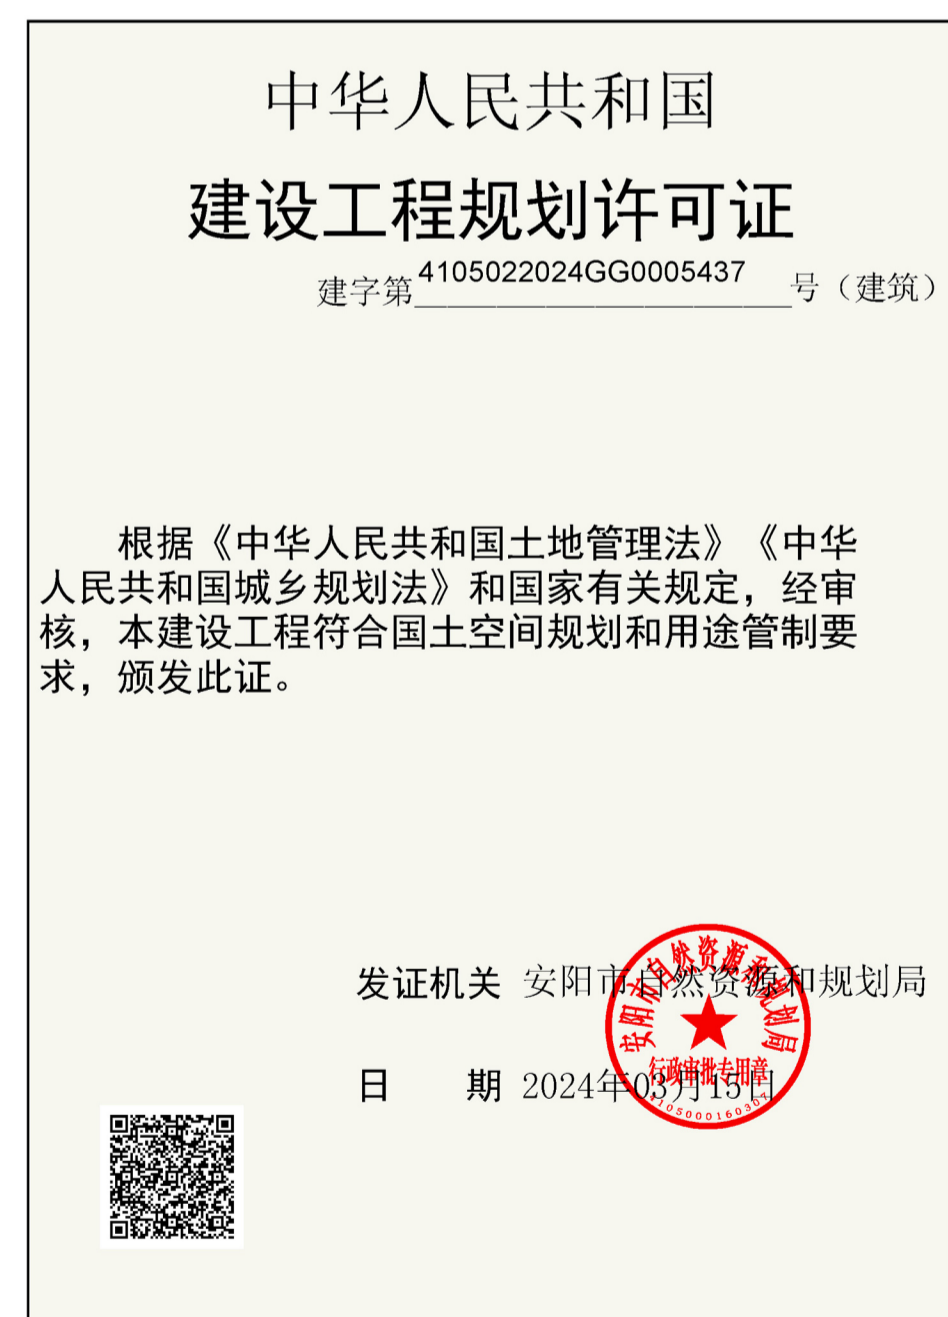 中华人民共和国
建设工程规划许可证
建字第4105022024GG0005437号（建筑）
根据《中华人民共和国土地管理法》《中华
人民共和国城乡规划法》和国家有关规定，经审
核，本建设工程符合国土空间规划和用途管制要
求，颁发此证。
发证机关 安阳市自然资源和规划局
日 期 2024年03月15日
安阳市自然资源和规划局
行政审批专用章
4105000160307